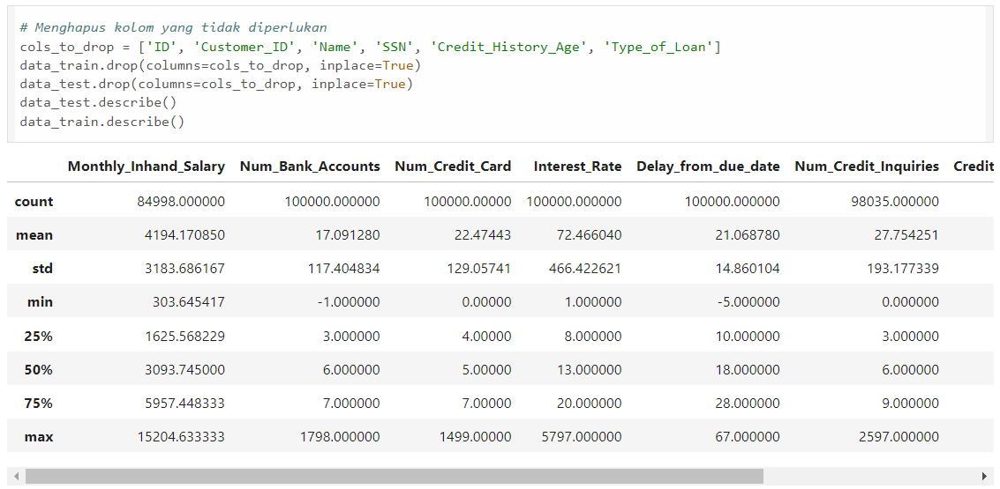 # Menghapus kolom yang tidak diperlukan
cols_to_drop = ['ID', 'Customer_ID', 'Name', 'SSN', 'Credit_History_Age', 'Type_of_Loan']
data_train.drop(columns=cols_to_drop, inplace=True)
data_test.drop(columns=cols_to_drop, inplace=True)
data_test.describe()
data_train.describe()
Monthly_Inhand_Salary Num_Bank_Accounts Num_Credit_Card Interest_Rate Delay_from_due_date Num_Credit_Inquiries Credit
count 84998.000000 100000.000000 100000.00000 100000.000000 100000.000000 98035.000000
mean 4194.170850 17.091280 22.47443 72.466040 21.068780 27.754251
std 3183.686167 117.404834 129.05741 466.422621 14.860104 193.177339
min 303.645417 -1.000000 0.00000 1.000000 -5.000000 0.000000
25% 1625.568229 3.000000 4.00000 8.000000 10.000000 3.000000
50% 3093.745000 6.000000 5.00000 13.000000 18.000000 6.000000
75% 5957.448333 7.000000 7.00000 20.000000 28.000000 9.000000
max 15204.633333 1798.000000 1499.00000 5797.000000 67.000000 2597.000000